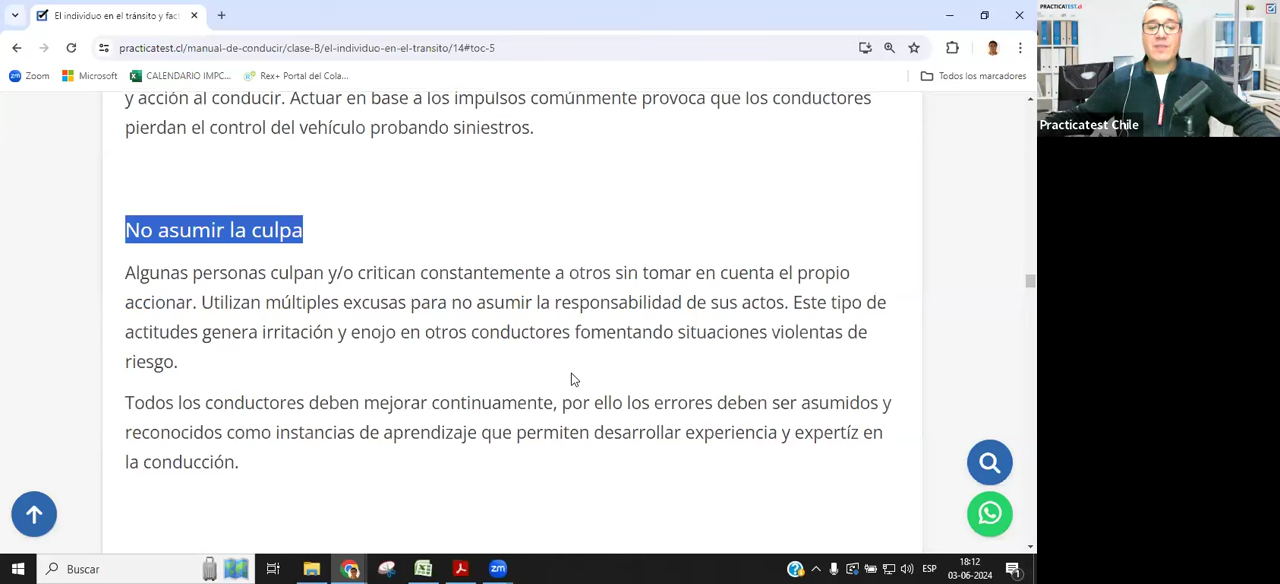 El individuo en el tránsito y fact
practicatest.cl/manual-de-conducir/clase-B/el-individuo-en-el-transito/14#toc-5
Zoom
Microsoft
CALENDARIO IMPC...
Rex+ Portal del Cola...
Todos los marcadores
y acción al conducir. Actuar en base a los impulsos comúnmente provoca que los conductores
pierdan el control del vehículo probando siniestros.
No asumir la culpa
Algunas personas culpan y/o critican constantemente a otros sin tomar en cuenta el propio
accionar. Utilizan múltiples excusas para no asumir la responsabilidad de sus actos. Este tipo de
actitudes genera irritación y enojo en otros conductores fomentando situaciones violentas de
riesgo.
Todos los conductores deben mejorar continuamente, por ello los errores deben ser asumidos y
reconocidos como instancias de aprendizaje que permiten desarrollar experiencia y expertíz en
la conducción.
PRACTICATEST.cl
Practicatest Chile
Buscar
zm
ESP
18:12
03-06-2024